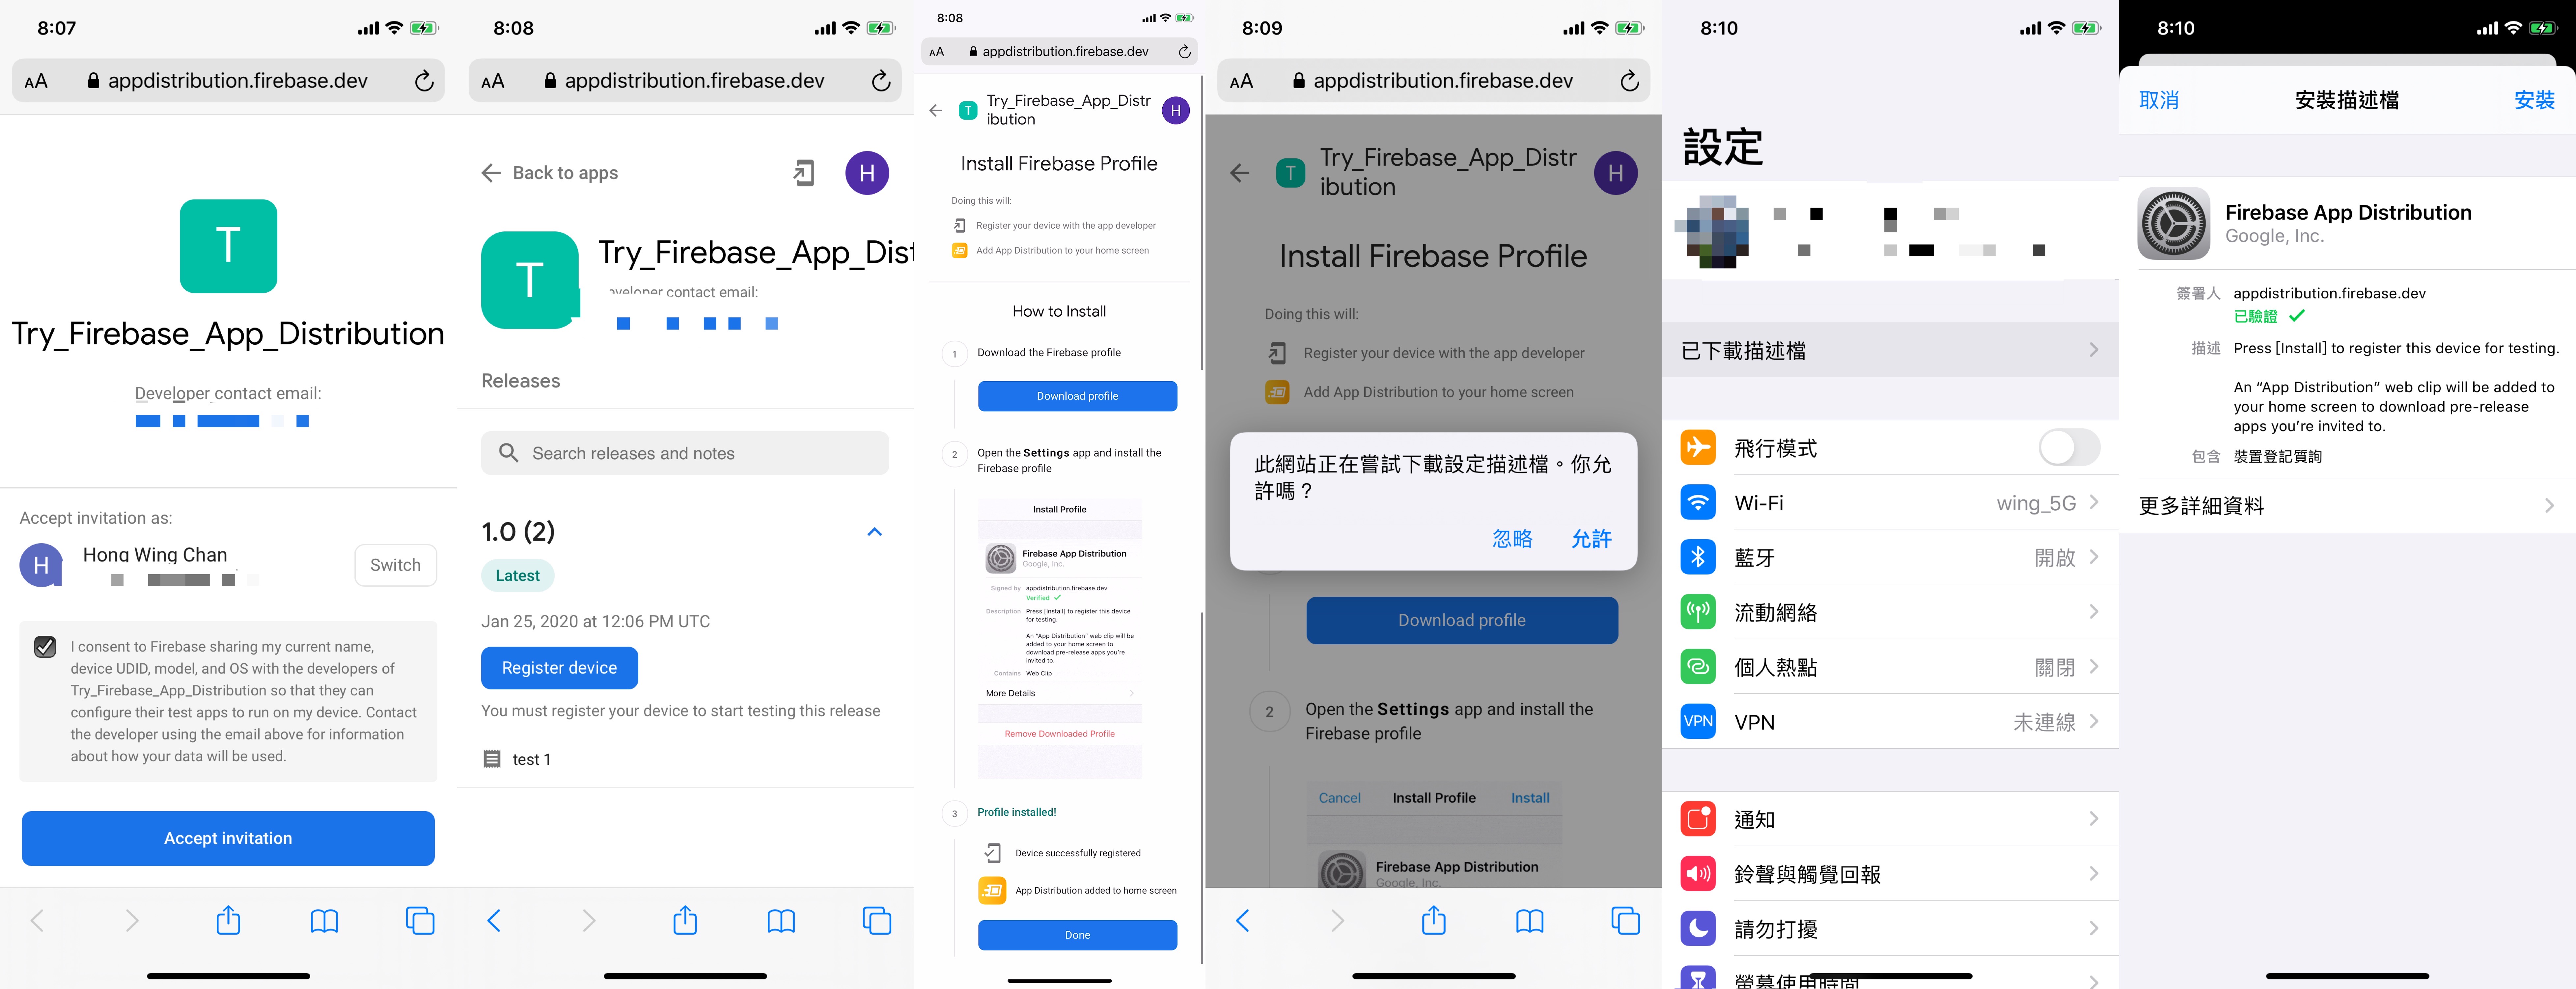 8:07
AA appdistribution.firebase.dev
T
Try_Firebase_App_Distribution
Developer contact email:
Accept invitation as:
H Hong Wing Chan
Switch
I consent to Firebase sharing my current name,
device UDID, model, and OS with the developers of
Try_Firebase_App_Distribution so that they can
configure their test apps to run on my device. Contact
the developer using the email above for information
about how your data will be used.
Accept invitation
8:08
AA appdistribution.firebase.dev
Back to apps H
T Try_Firebase_App_Dist
eveloper contact email:
Releases
Search releases and notes
1.0 (2)
Latest
Jan 25, 2020 at 12:06 PM UTC
Register device
You must register your device to start testing this release
test 1
8:08
AA appdistribution.firebase.dev
T Try_Firebase_App_Distr H
ibution
Install Firebase Profile
Doing this will:
Register your device with the app developer
Add App Distribution to your home screen
How to Install
1 Download the Firebase profile
Download profile
2 Open the Settings app and install the
Firebase profile
Install Profile
Firebase App Distribution
Google, Inc.
Signed by appdistribution.firebase.dev
Verified
Description Press [Install] to register this device
for testing.
An “App Distribution” web clip will be
added to your home screen to
download pre-release apps you're
invited to.
Contains Web Clip
More Details
Remove Downloaded Profile
3 Profile installed!
Device successfully registered
App Distribution added to home screen
Done
8:09
AA appdistribution.firebase.dev
T Try_Firebase_App_Distr H
ibution
Install Firebase Profile
Doing this will:
Register your device with the app developer
Add App Distribution to your home screen
此網站正在嘗試下載設定描述檔。你允
許嗎？
忽略 允許
Download profile
2 Open the Settings app and install the
Firebase profile
Cancel Install Profile Install
Firebase App Distribution
Google, Inc.
8:10
設定
已下載描述檔
飛行模式
Wi-Fi wing_5G
藍牙 開啟
流動網絡
個人熱點 關閉
VPN VPN 未連線
通知
鈴聲與觸覺回報
請勿打擾
螢幕使用時間
8:10
取消 安裝描述檔 安裝
Firebase App Distribution
Google, Inc.
簽署人 appdistribution.firebase.dev
已驗證
描述 Press [Install] to register this device for testing.
An “App Distribution” web clip will be added to
your home screen to download pre-release
apps you’re invited to.
包含 裝置登記質詢
更多詳細資料